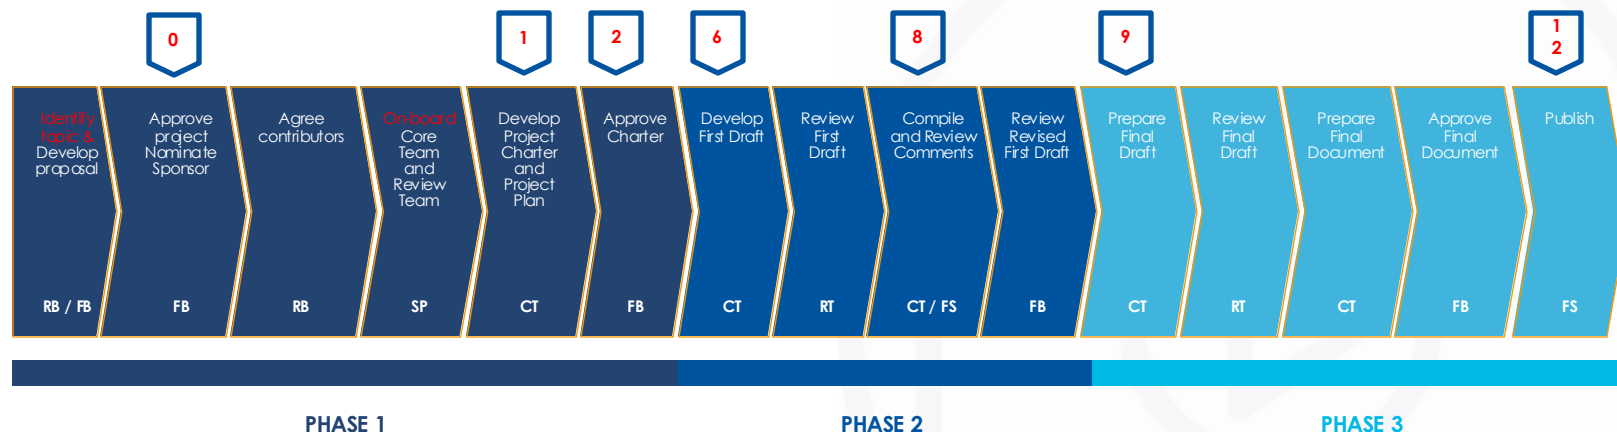 0
1
2
6
8
9
1
2
Identify
topic &
Develop
proposal
RB / FB
Approve
project
Nominate
Sponsor
FB
Agree
contributors
RB
On-board
Core
Team
and
Review
Team
SP
Develop
Project
Charter
and
Project
Plan
CT
Approve
Charter
FB
Develop
First Draft
CT
Review
First
Draft
RT
Compile
and Review
Comments
CT / FS
Review
Revised
First Draft
FB
Prepare
Final
Draft
CT
Review
Final
Draft
RT
Prepare
Final
Document
CT
Approve
Final
Document
FB
Publish
FS
PHASE 1
PHASE 2
PHASE 3